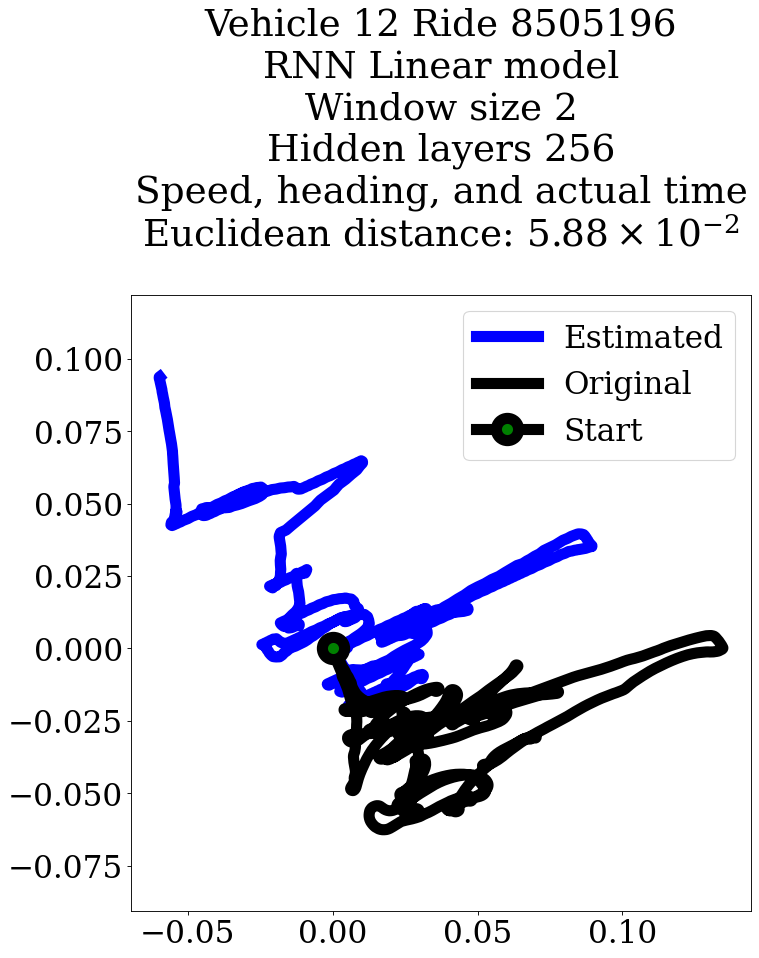 Vehicle 12 Ride 8505196
RNN Linear model
Window size 2
Hidden layers 256
Speed, heading, and actual time
Euclidean distance: 5.88 × 10⁻²
Estimated
Original
Start
0.100
0.075
0.050
0.025
0.000
−0.025
−0.050
−0.075
−0.05 0.00 0.05 0.10